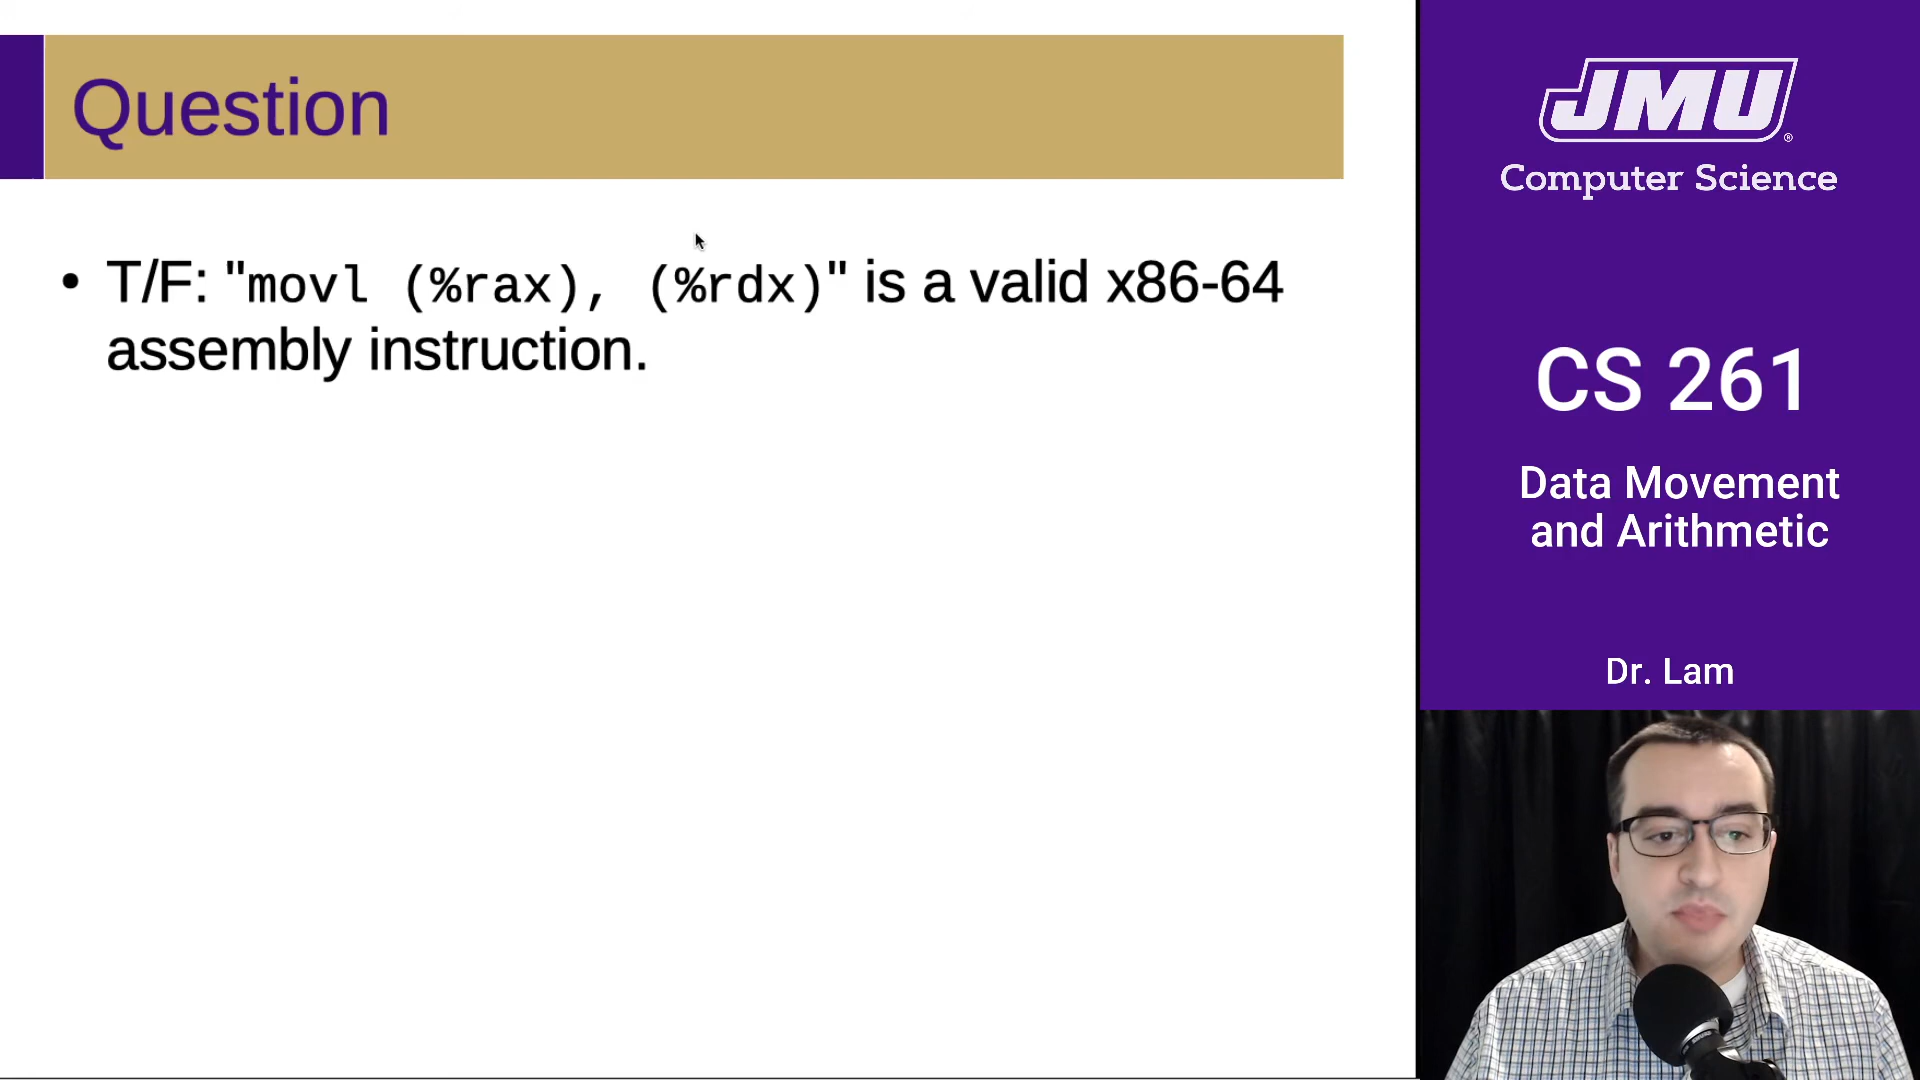 Question
• T/F: "movl (%rax), (%rdx)" is a valid x86-64
assembly instruction.
JMU®
Computer Science
CS 261
Data Movement
and Arithmetic
Dr. Lam